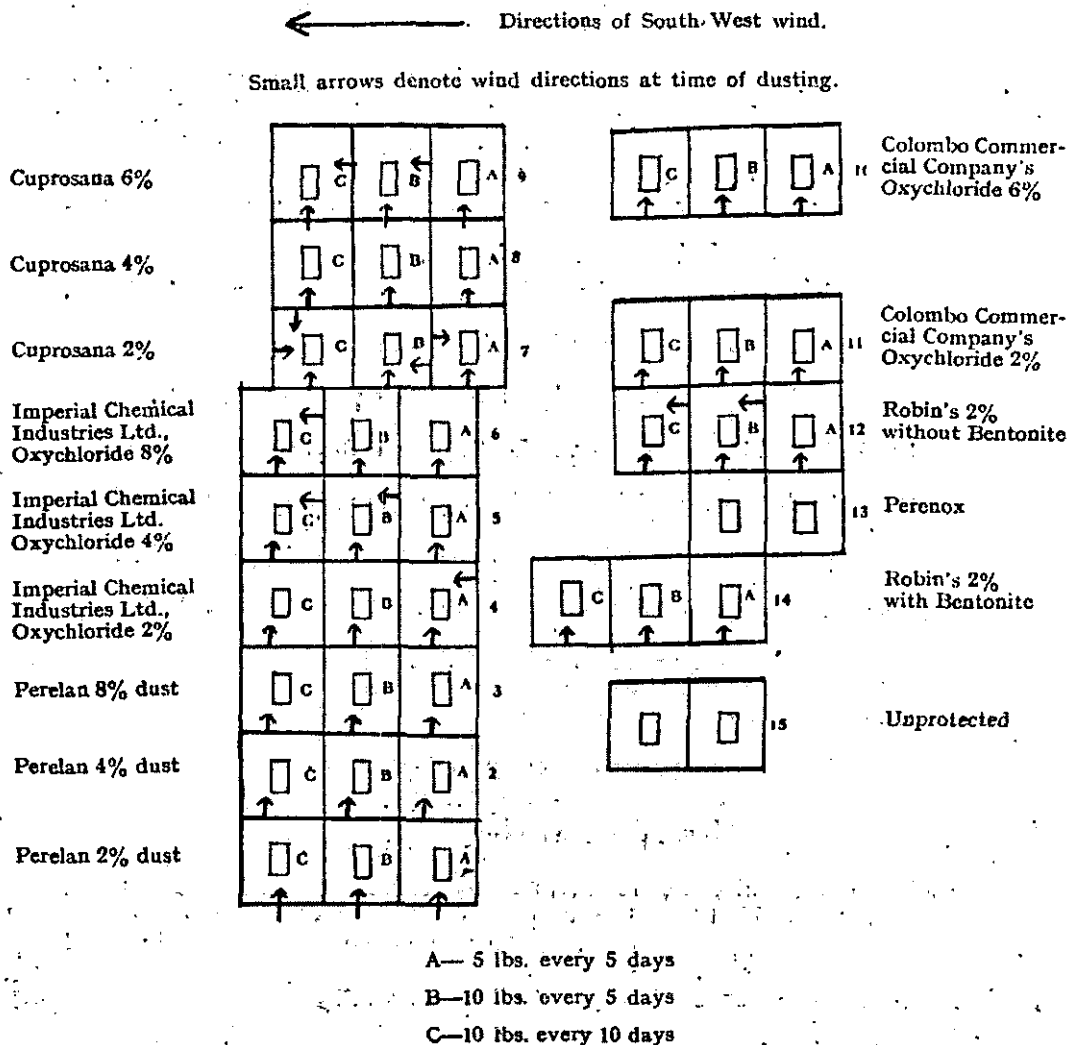 Directions of South-West wind.
Small arrows denote wind directions at time of dusting.
Cuprosana 6%
C B A 9
Cuprosana 4%
C B A 8
Cuprosana 2%
C B A 7
Imperial Chemical
Industries Ltd.,
Oxychloride 8%
C B A 6
Imperial Chemical
Industries Ltd.
Oxychloride 4%
C B A 5
Imperial Chemical
Industries Ltd.,
Oxychloride 2%
C B A 4
Perelan 8% dust
C B A 3
Perelan 4% dust
C B A 2
Perelan 2% dust
C B A
C B A
Colombo Commer-
cial Company's
Oxychloride 6%
C B A 11
Colombo Commer-
cial Company's
Oxychloride 2%
C B A 12
Robin's 2%
without Bentonite
13 Perenox
C B A 14
Robin's 2%
with Bentonite
15 Unprotected
A— 5 lbs. every 5 days
B—10 lbs. every 5 days
C—10 lbs. every 10 days